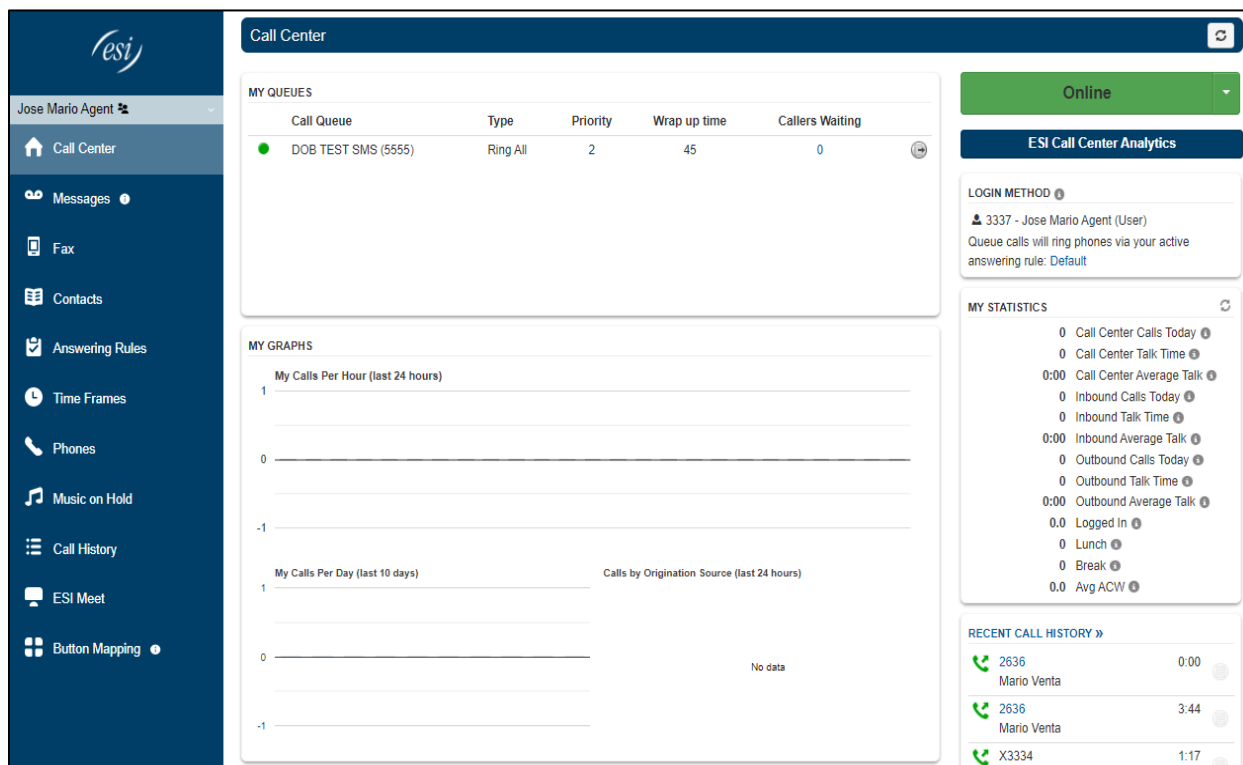 esi
Jose Mario Agent
Call Center
Messages
Fax
Contacts
Answering Rules
Time Frames
Phones
Music on Hold
Call History
ESI Meet
Button Mapping
Call Center
MY QUEUES
Call Queue Type Priority Wrap up time Callers Waiting
DOB TEST SMS (5555) Ring All 2 45 0
MY GRAPHS
My Calls Per Hour (last 24 hours)
1
0
-1
My Calls Per Day (last 10 days)
1
0
-1
Calls by Origination Source (last 24 hours)
No data
Online
ESI Call Center Analytics
LOGIN METHOD
3337 - Jose Mario Agent (User)
Queue calls will ring phones via your active
answering rule: Default
MY STATISTICS
0 Call Center Calls Today
0 Call Center Talk Time
0:00 Call Center Average Talk
0 Inbound Calls Today
0 Inbound Talk Time
0:00 Inbound Average Talk
0 Outbound Calls Today
0 Outbound Talk Time
0:00 Outbound Average Talk
0.0 Logged In
0 Lunch
0 Break
0.0 Avg ACW
RECENT CALL HISTORY »
2636 0:00
Mario Venta
2636 3:44
Mario Venta
X3334 1:17